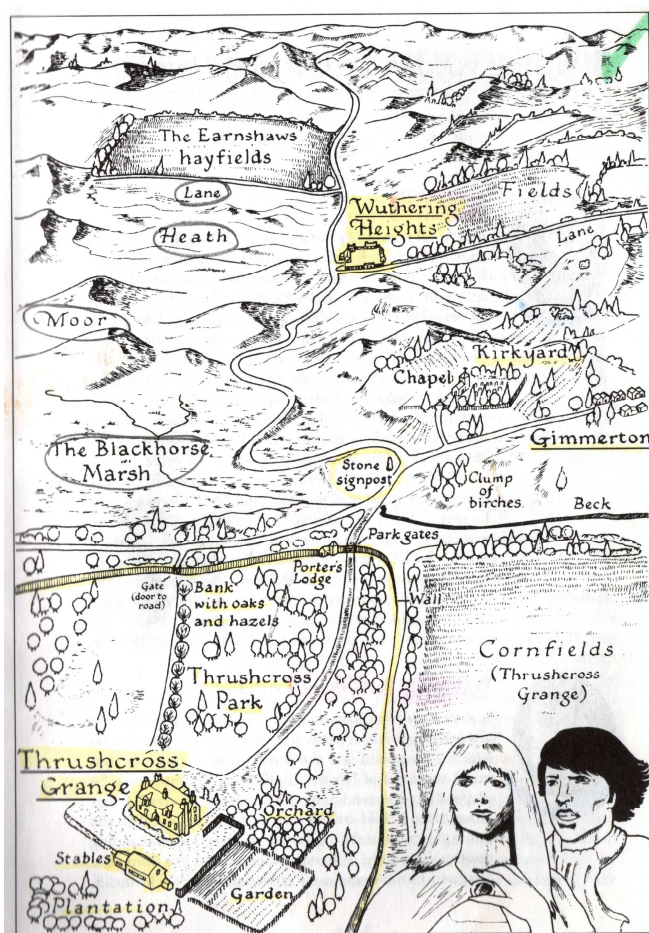 The Earnshaws
hayfields
Lane
Wuthering
Heights
Fields
Lane
Heath
Moor
Kirkyard
Chapel
Gimmerton
The Blackhorse
Marsh
Stone
signpost
Clump
of
birches
Beck
Park gates
Porter's
Lodge
Gate
(door to
road)
Bank
with oaks
and hazels
Wall
Cornfields
(Thrushcross
Grange)
Thrushcross
Park
Thrushcross
Grange
Orchard
Stables
Garden
Plantation